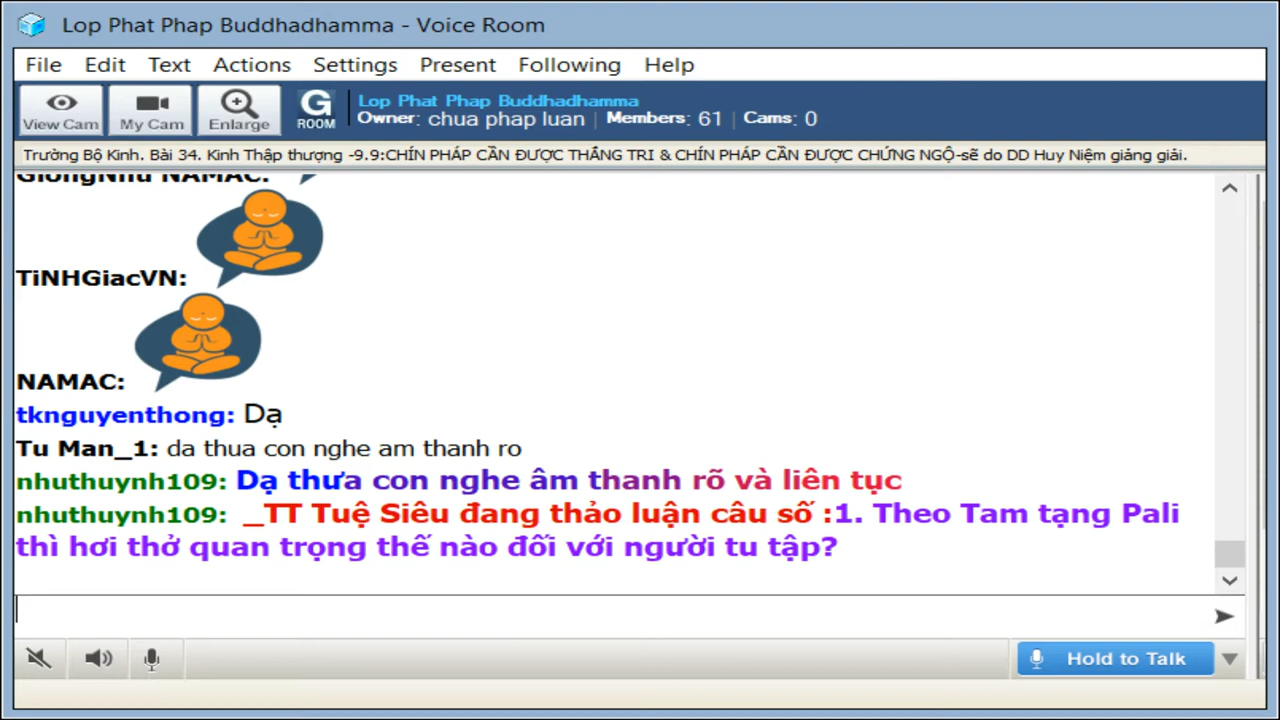 Lop Phat Phap Buddhadhamma - Voice Room
File Edit Text Actions Settings Present Following Help
View Cam My Cam Enlarge G ROOM
Lop Phat Phap Buddhadhamma
Owner: chua phap luan | Members: 61 | Cams: 0
Trường Bộ Kinh. Bài 34. Kinh Thập thượng -9.9:CHÍN PHÁP CẦN ĐƯỢC THẮNG TRI & CHÍN PHÁP CẦN ĐƯỢC CHỨNG NGỘ-sẽ do DD Huy Niệm giảng giải.
GiongNhu NAMAC:
TiNHGiacVN:
NAMAC:
tknguyenthong: Dạ
Tu Man_1: da thua con nghe am thanh ro
nhuthuynh109: Dạ thưa con nghe âm thanh rõ và liên tục
nhuthuynh109: _TT Tuệ Siêu đang thảo luận câu số :1. Theo Tam tạng Pali
thì hơi thở quan trọng thế nào đối với người tu tập?
Hold to Talk